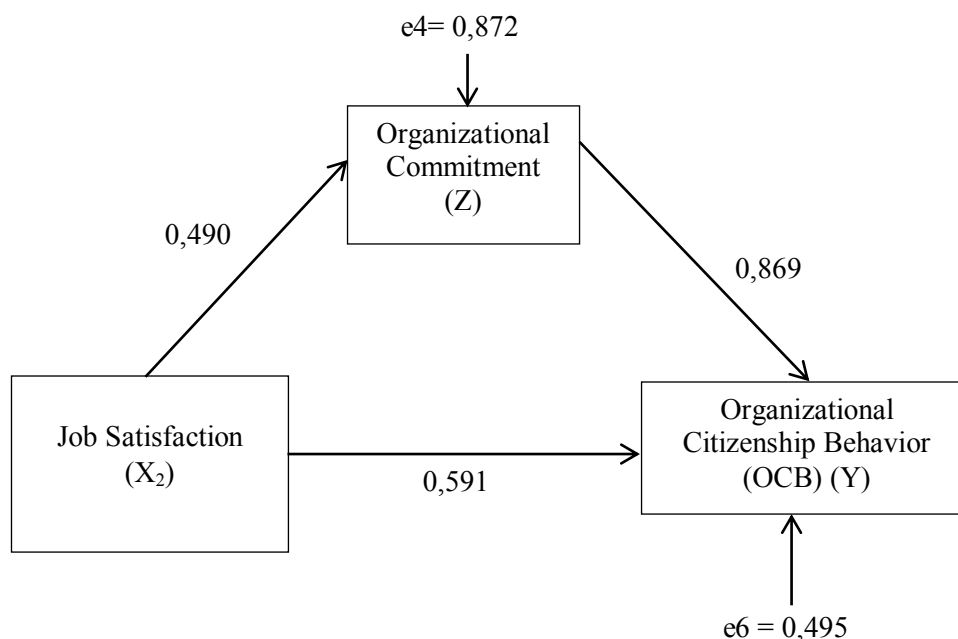 e4= 0,872
Organizational
Commitment
(Z)
0,490
0,869
Job Satisfaction
(X₂)
0,591
Organizational
Citizenship Behavior
(OCB) (Y)
e6 = 0,495